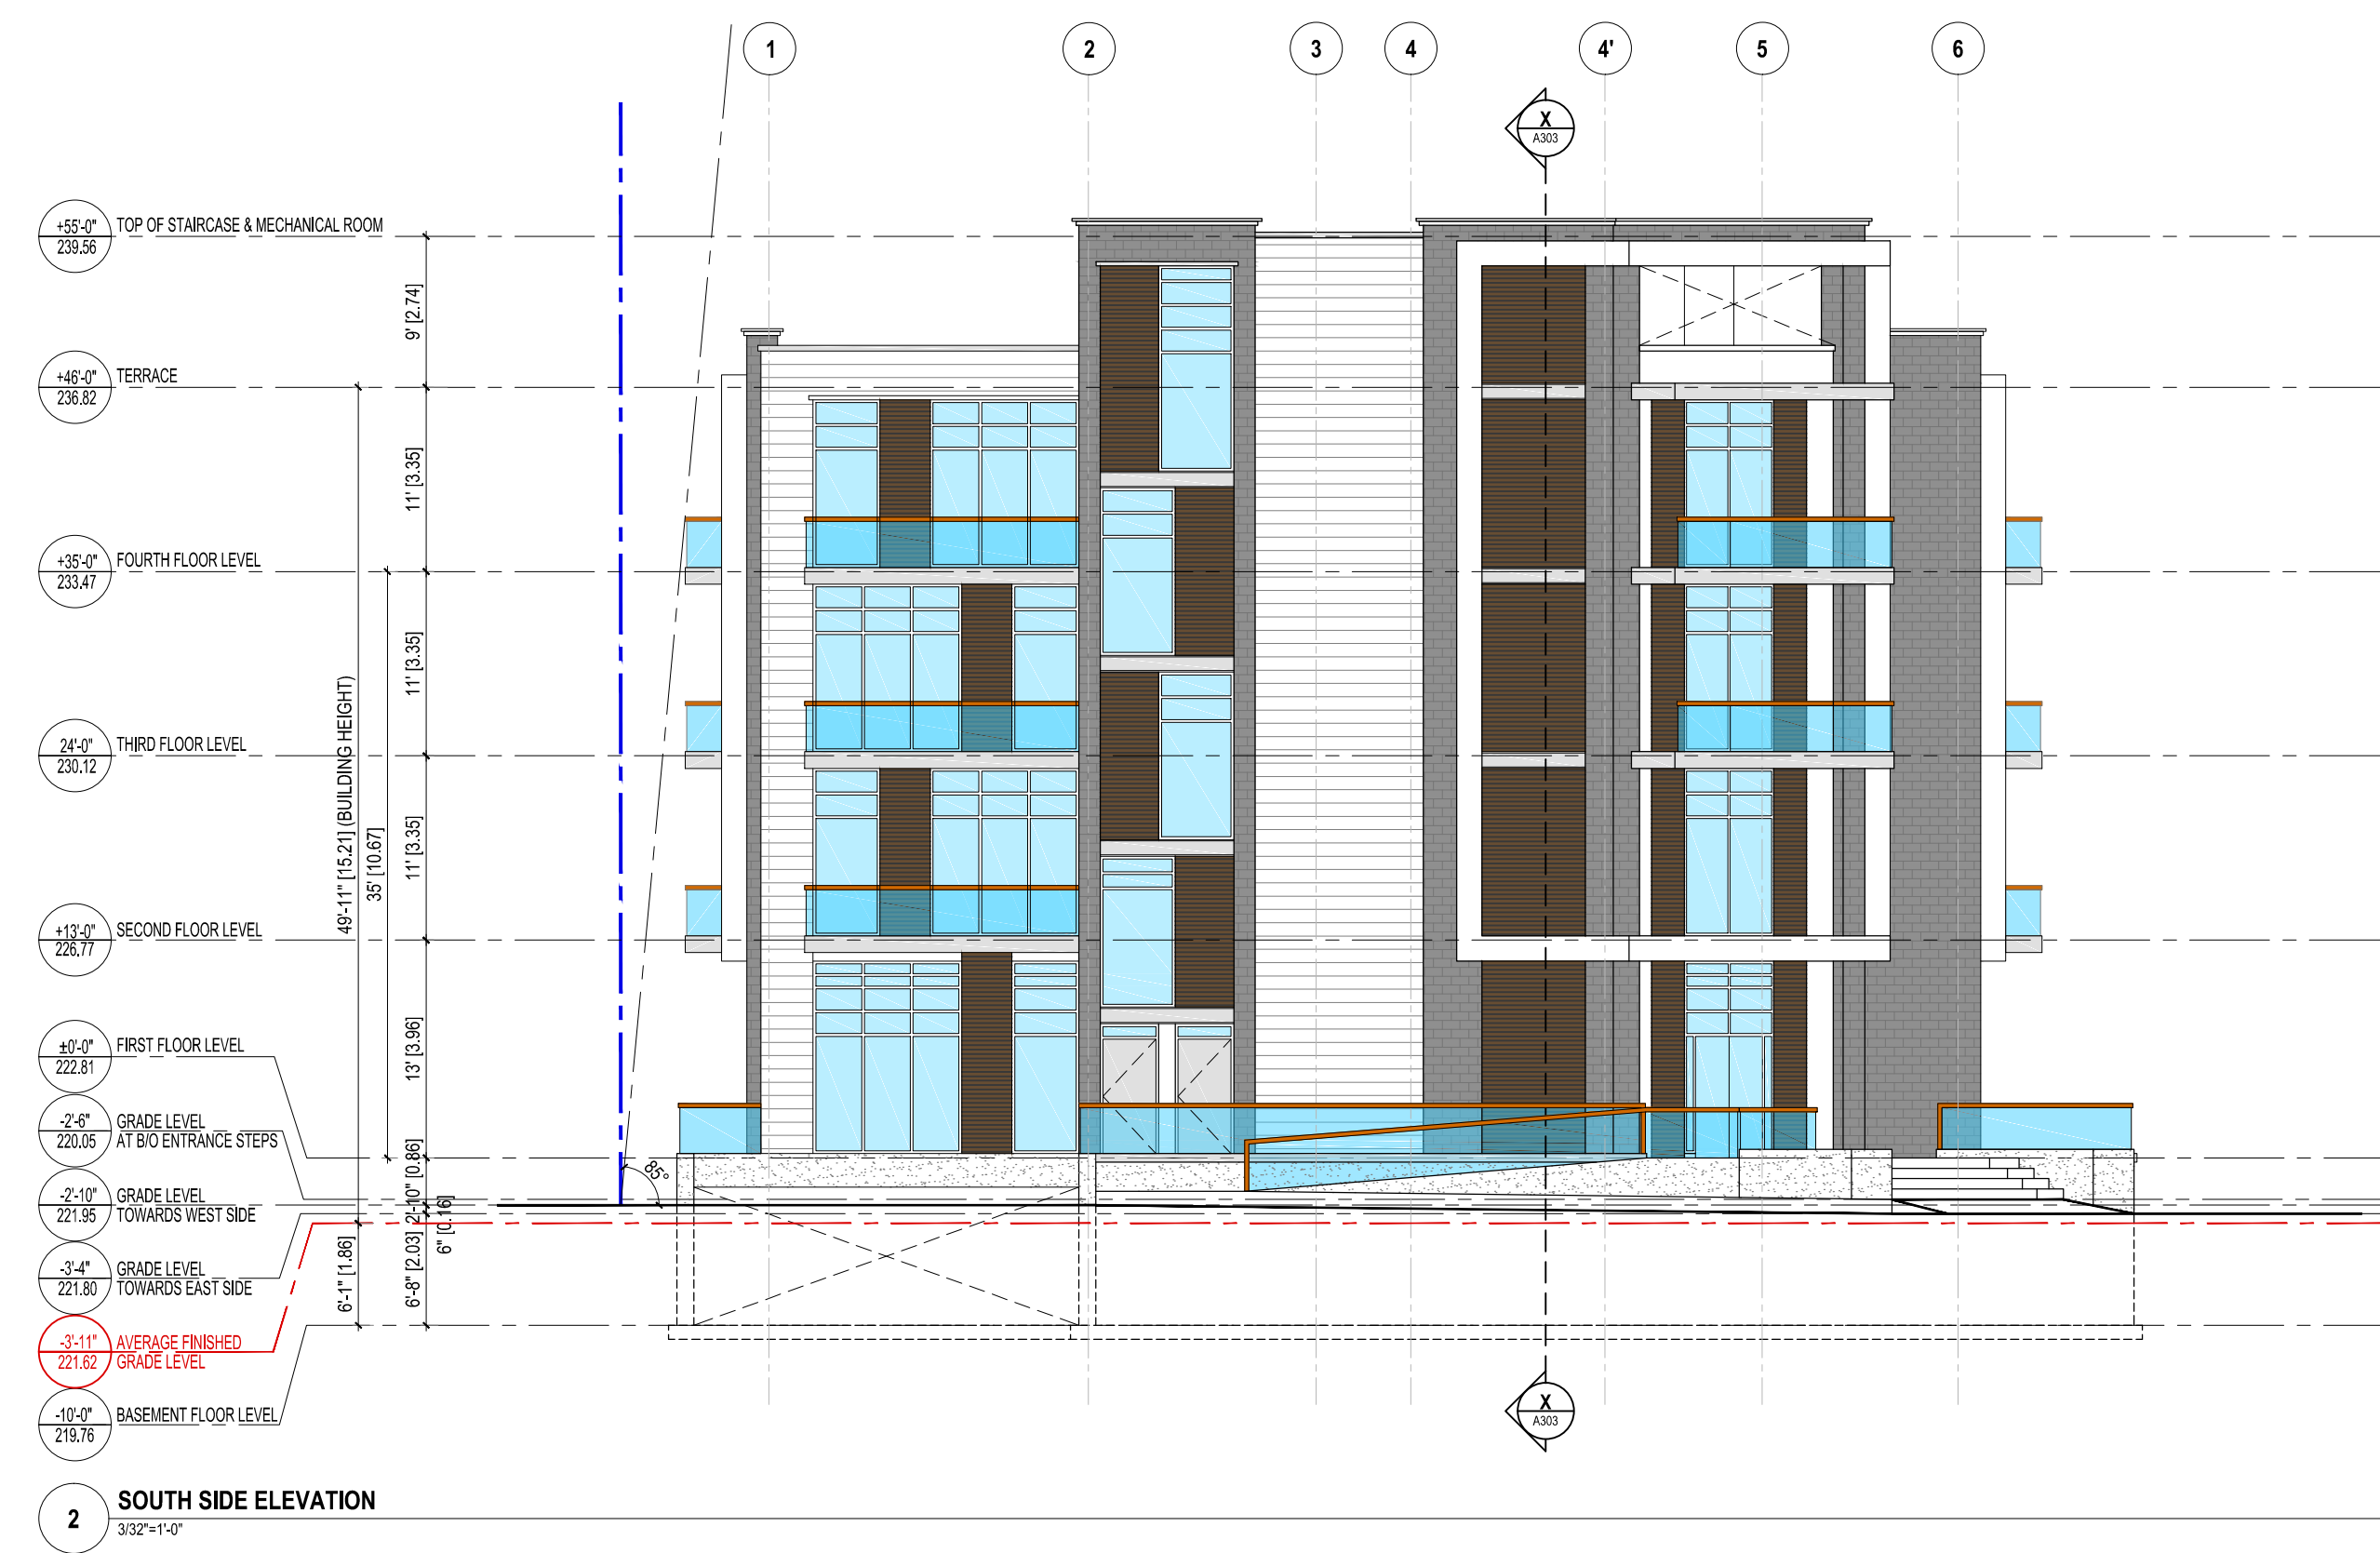 1
2
3
4
4'
5
6
X
A303
+55'-0"
239.56
TOP OF STAIRCASE & MECHANICAL ROOM
9' [2.74]
+46'-0"
236.82
TERRACE
11' [3.35]
+35'-0"
233.47
FOURTH FLOOR LEVEL
11' [3.35]
24'-0"
230.12
THIRD FLOOR LEVEL
49'-11" [15.21] (BUILDING HEIGHT)
35' [10.67]
11' [3.35]
+13'-0"
226.77
SECOND FLOOR LEVEL
13' [3.96]
±0'-0"
222.81
FIRST FLOOR LEVEL
-2'-6"
220.05
GRADE LEVEL
AT B/O ENTRANCE STEPS
2'-10" [0.86]
85°
-2'-10"
221.95
GRADE LEVEL
TOWARDS WEST SIDE
6" [0.16]
6'-1" [1.86]
6'-8" [2.03]
-3'-4"
221.80
GRADE LEVEL
TOWARDS EAST SIDE
-3'-11"
221.62
AVERAGE FINISHED
GRADE LEVEL
-10'-0"
219.76
BASEMENT FLOOR LEVEL
X
A303
2
SOUTH SIDE ELEVATION
3/32"=1'-0"